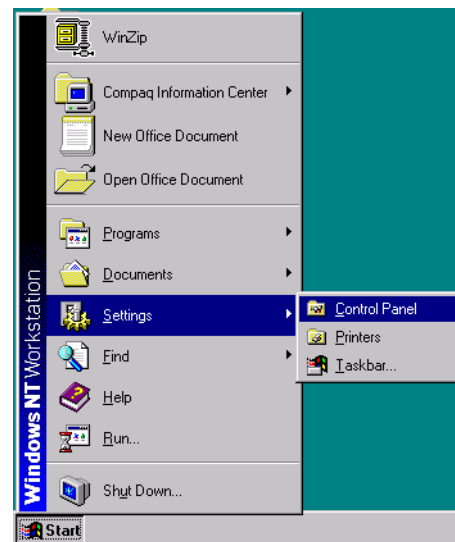 WinZip
Compaq Information Center
New Office Document
Open Office Document
Programs
Documents
Settings
Find
Help
Run...
Shut Down...
Control Panel
Printers
Taskbar...
Windows NT Workstation
Start